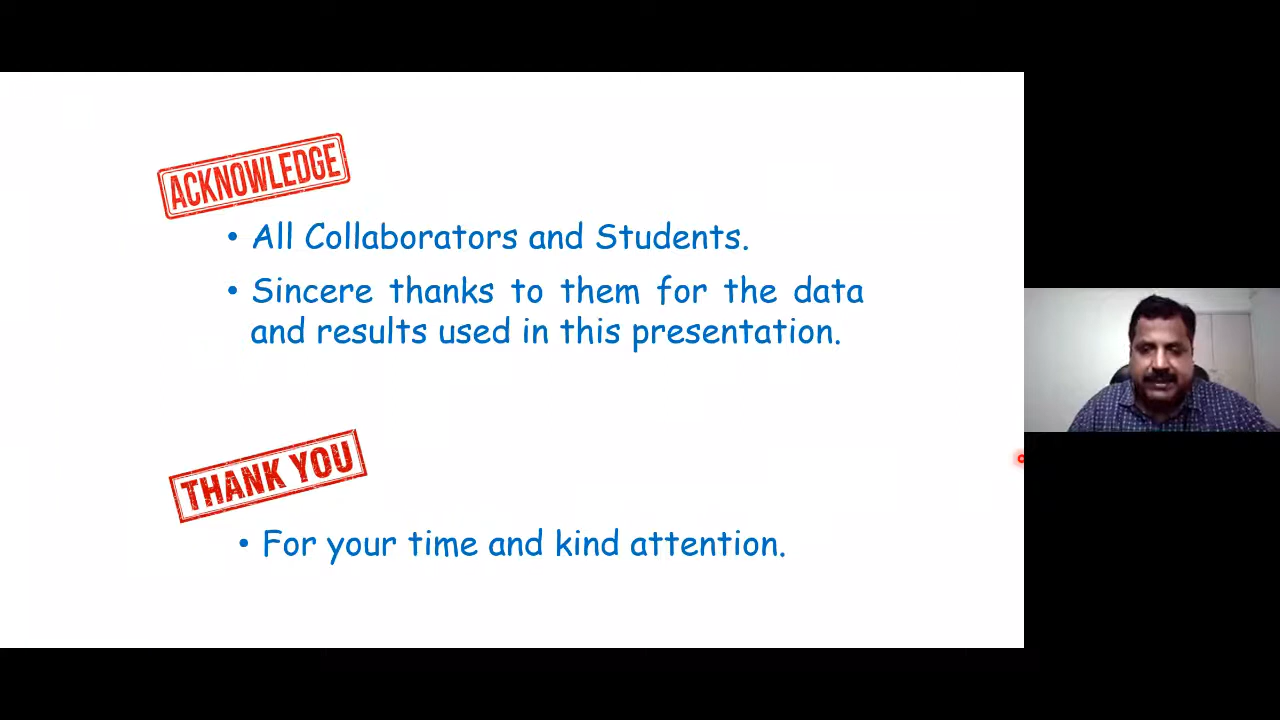 ACKNOWLEDGE
• All Collaborators and Students.
• Sincere thanks to them for the data
and results used in this presentation.
THANK YOU
• For your time and kind attention.